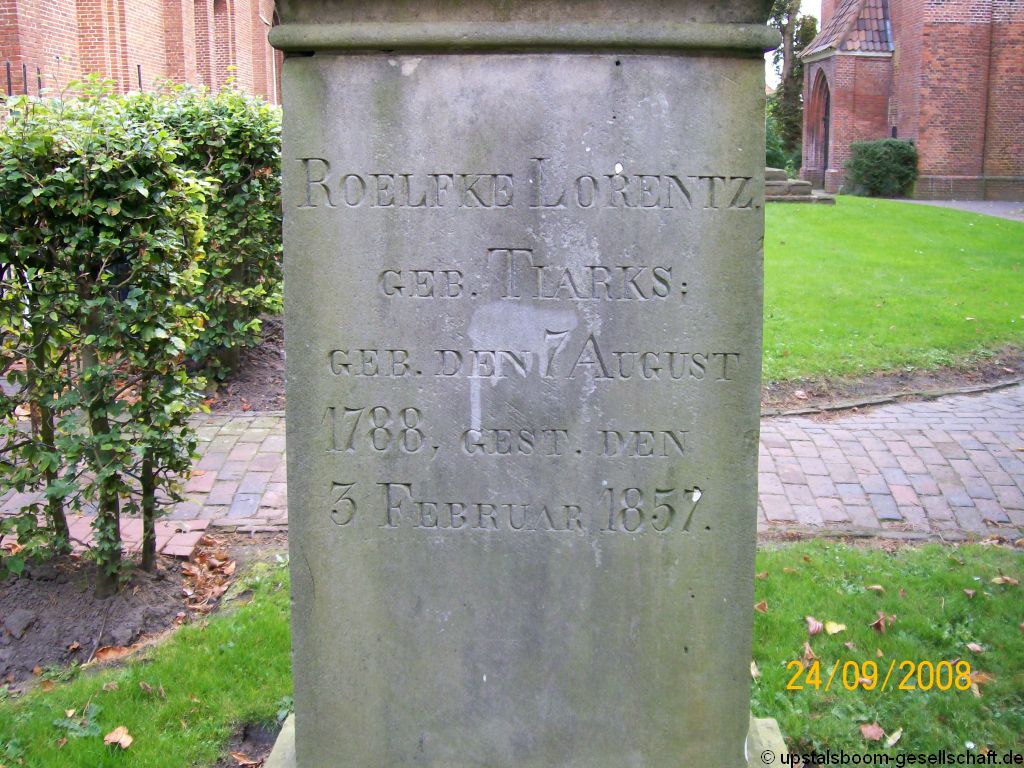 ROELFKE LORENTZ.
GEB. TIARKS;
GEB. DEN 7 AUGUST
1788, GEST. DEN
3 FEBRUAR 1857.
24/09/2008
© upstalsboom-gesellschaft.de